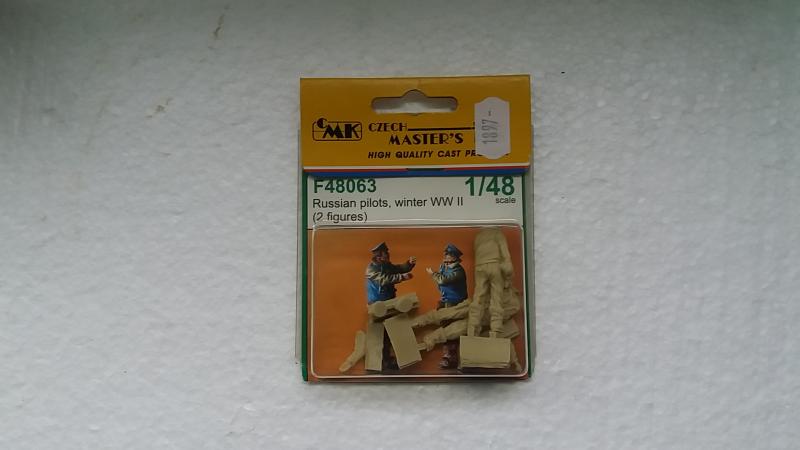 CMK
CZECH
MASTER'S
HIGH QUALITY CAST
1897-
F48063
1/48
scale
Russian pilots, winter WW II
(2 figures)